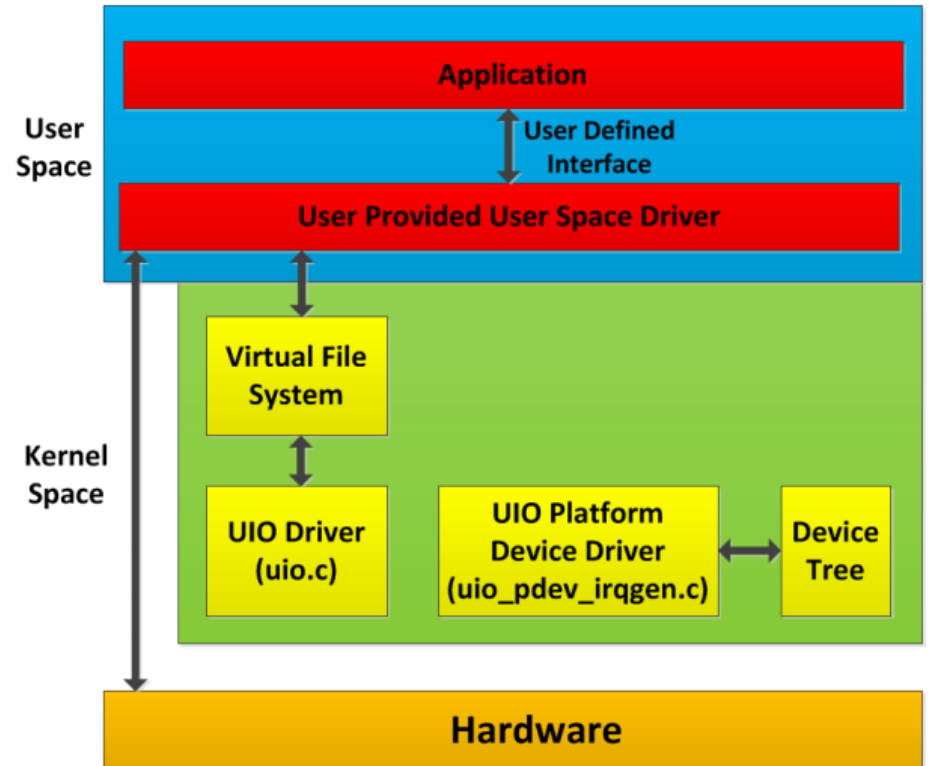 Application
User
Space
User Defined
Interface
User Provided User Space Driver
Virtual File
System
Kernel
Space
UIO Driver
(uio.c)
UIO Platform
Device Driver
(uio_pdev_irqgen.c)
Device
Tree
Hardware